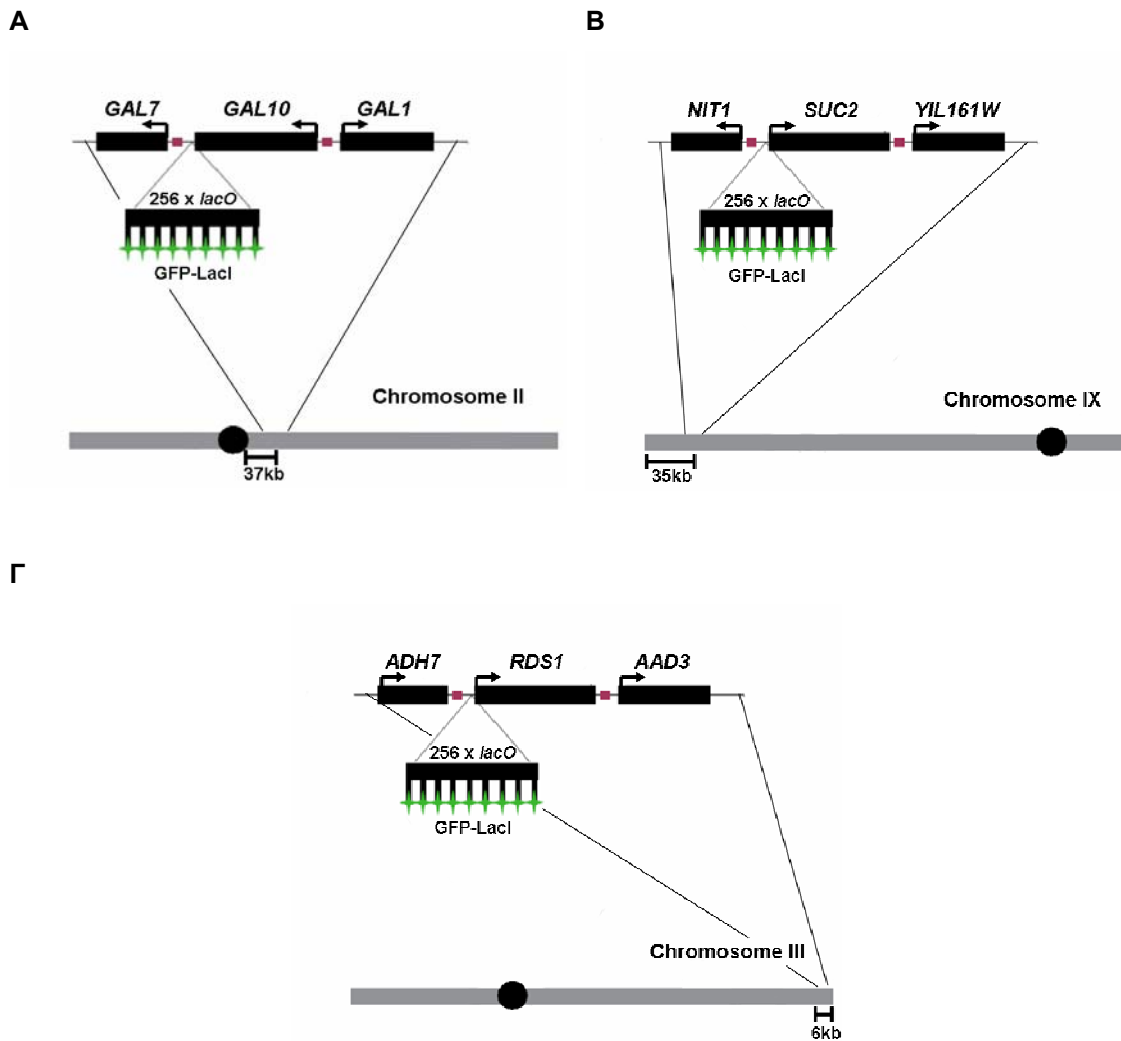 A
GAL7 GAL10 GAL1
256 x lacO
GFP-LacI
Chromosome II
37kb
B
NIT1 SUC2 YIL161W
256 x lacO
GFP-LacI
Chromosome IX
35kb
Γ
ADH7 RDS1 AAD3
256 x lacO
GFP-LacI
Chromosome III
6kb